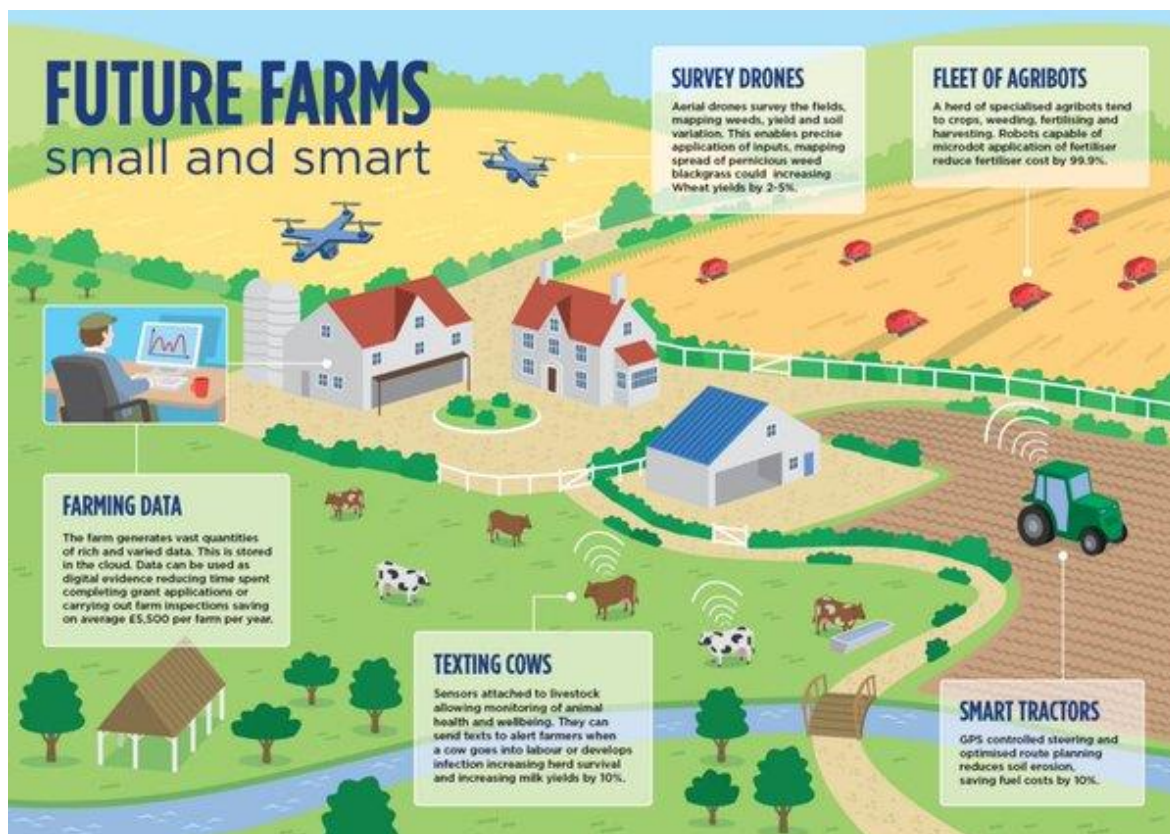 FUTURE FARMS
small and smart
SURVEY DRONES
Aerial drones survey the fields,
mapping weeds, yield and soil
variation. This enables precise
application of inputs, mapping
spread of pernicious weed
blackgrass could increasing
Wheat yields by 2-5%.
FLEET OF AGRIBOTS
A herd of specialised agribots tend
to crops, weeding, fertilising and
harvesting. Robots capable of
microdot application of fertiliser
reduce fertiliser cost by 99.9%.
FARMING DATA
The farm generates vast quantities
of rich and varied data. This is stored
in the cloud. Data can be used as
digital evidence reducing time spent
completing grant applications or
carrying out farm inspections saving
on average £5,500 per farm per year.
TEXTING COWS
Sensors attached to livestock
allowing monitoring of animal
health and wellbeing. They can
send texts to alert farmers when
a cow goes into labour or develops
infection increasing herd survival
and increasing milk yields by 10%.
SMART TRACTORS
GPS controlled steering and
optimised route planning
reduces soil erosion,
saving fuel costs by 10%.